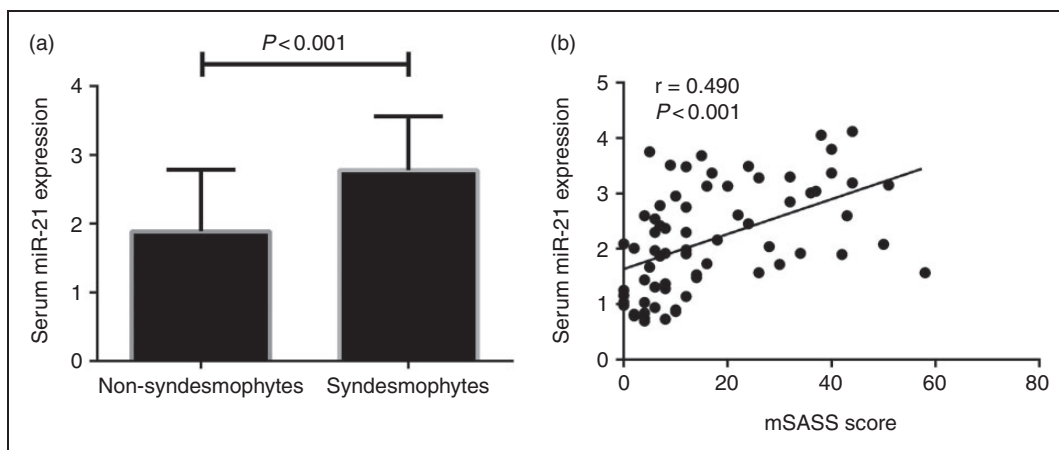 (a)
P<0.001
Serum miR-21 expression
4
3
2
1
0
Non-syndesmophytes
Syndesmophytes
(b)
r = 0.490
P<0.001
Serum miR-21 expression
5
4
3
2
1
0
0 20 40 60 80
mSASS score